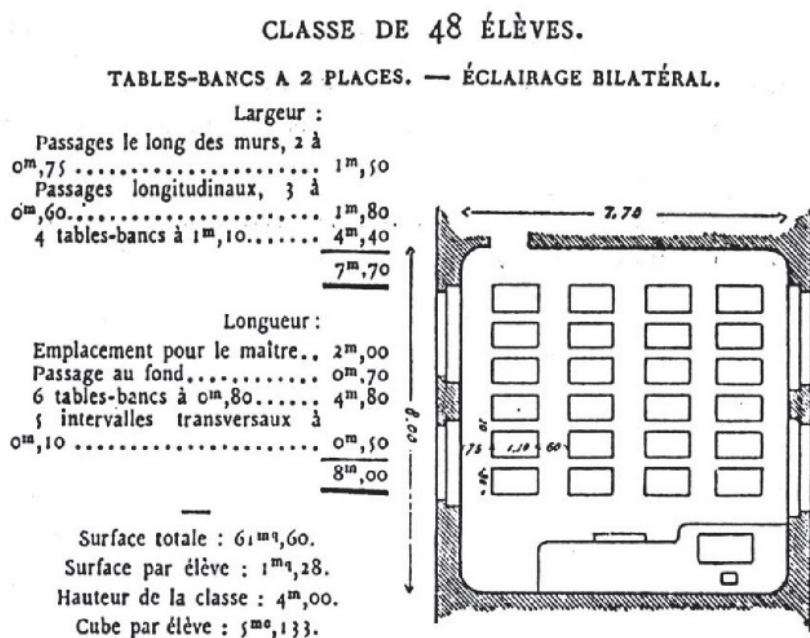 CLASSE DE 48 ÉLÈVES.
TABLES-BANCS A 2 PLACES. — ÉCLAIRAGE BILATÉRAL.
Largeur :
Passages le long des murs, 2 à
0m,75 ........................ 1m,50
Passages longitudinaux, 3 à
0m,60........................ 1m,80
4 tables-bancs à 1m,10....... 4m,40
7m,70
Longueur :
Emplacement pour le maître.. 2m,00
Passage au fond............ 0m,70
6 tables-bancs à 0m,80...... 4m,80
5 intervalles transversaux à
0m,10 ..................... 0m,50
8m,00
Surface totale : 61mq,60.
Surface par élève : 1mq,28.
Hauteur de la classe : 4m,00.
Cube par élève : 5mc,133.
7,70
8,00
75 1,10 60
10